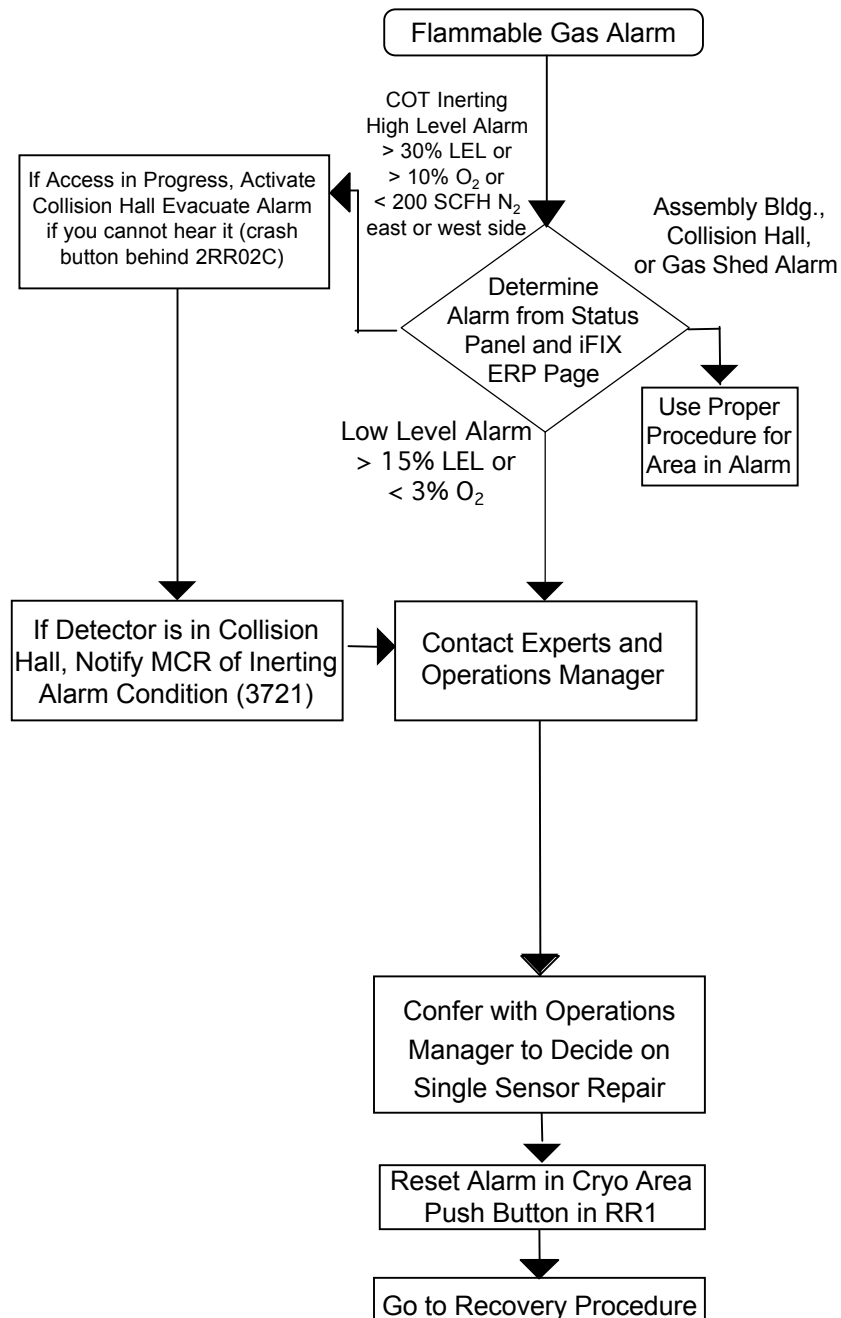 Flammable Gas Alarm
COT Inerting
High Level Alarm
> 30% LEL or
> 10% O₂ or
< 200 SCFH N₂
east or west side
If Access in Progress, Activate
Collision Hall Evacuate Alarm
if you cannot hear it (crash
button behind 2RR02C)
Assembly Bldg.,
Collision Hall,
or Gas Shed Alarm
Determine
Alarm from Status
Panel and iFIX
ERP Page
Use Proper
Procedure for
Area in Alarm
Low Level Alarm
> 15% LEL or
< 3% O₂
If Detector is in Collision
Hall, Notify MCR of Inerting
Alarm Condition (3721)
Contact Experts and
Operations Manager
Confer with Operations
Manager to Decide on
Single Sensor Repair
Reset Alarm in Cryo Area
Push Button in RR1
Go to Recovery Procedure